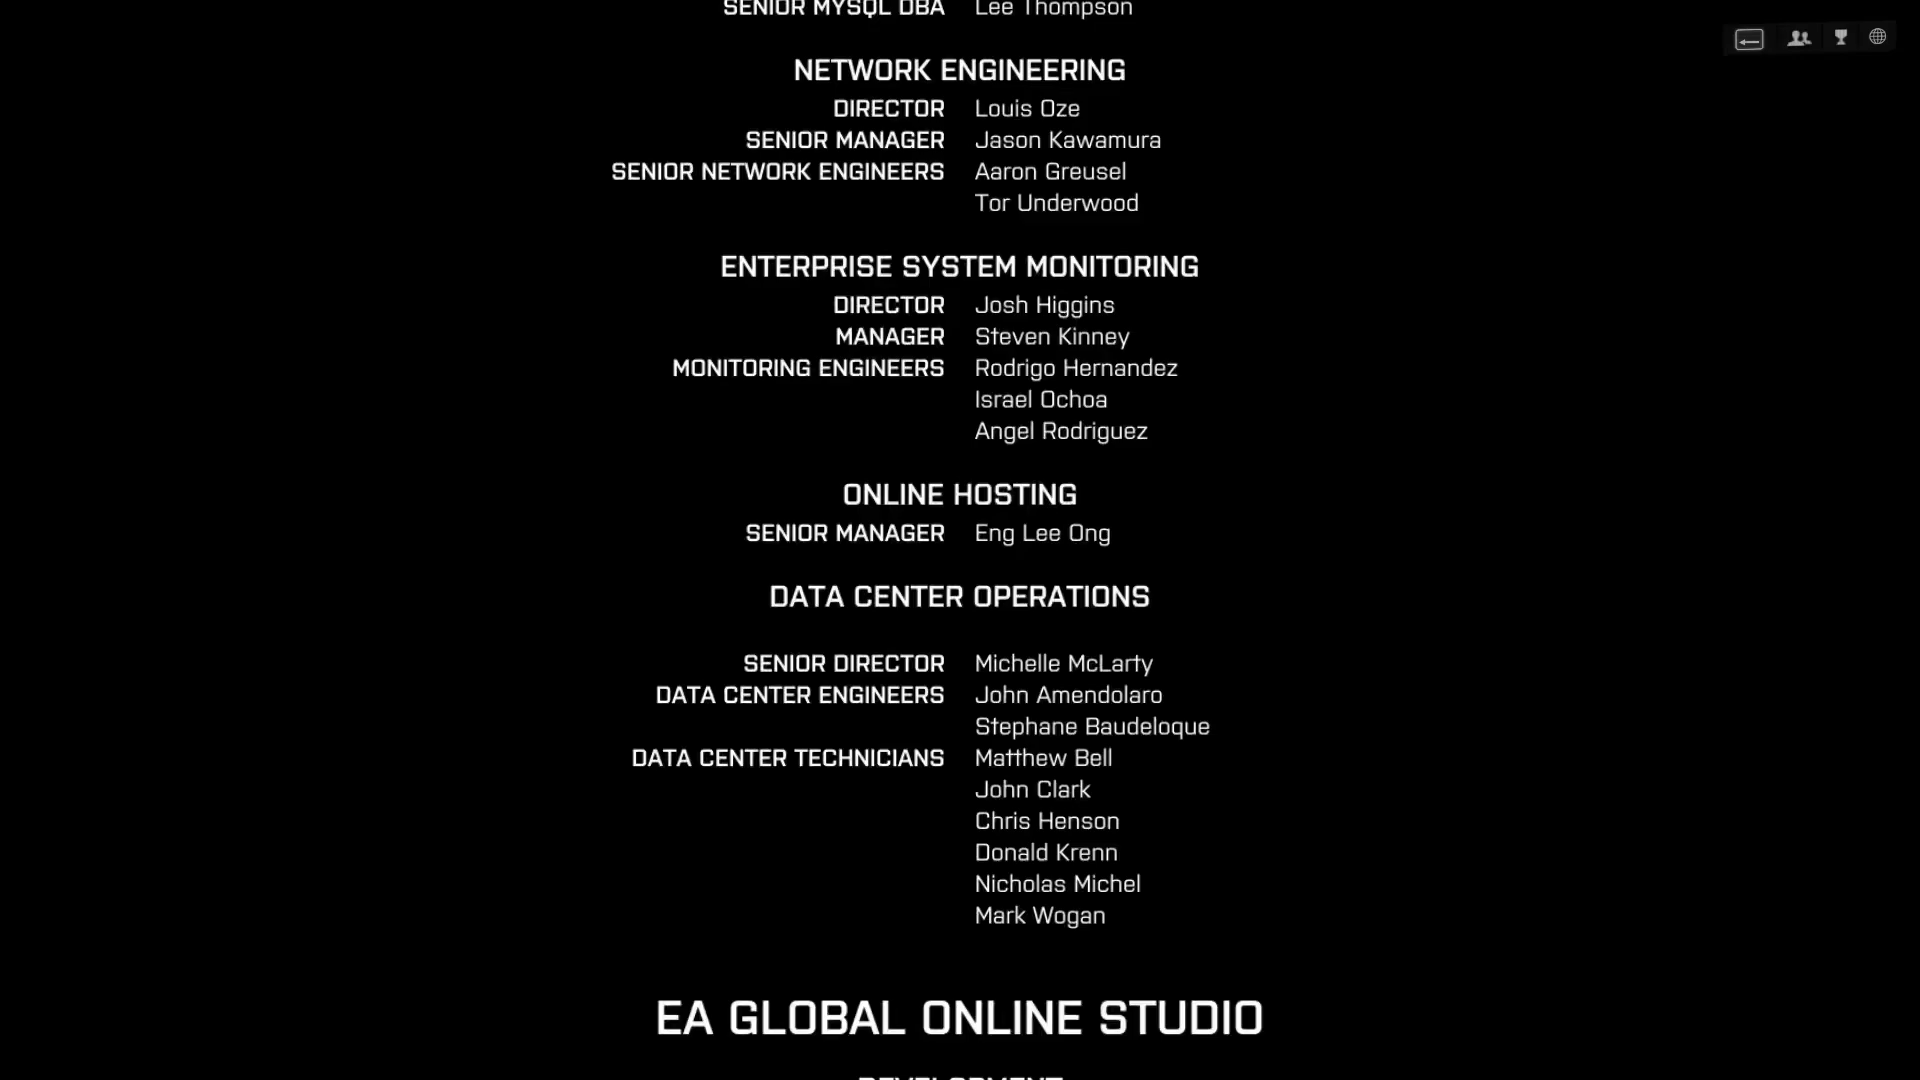 SENIOR MYSQL DBA Lee Thompson
NETWORK ENGINEERING
DIRECTOR Louis Oze
SENIOR MANAGER Jason Kawamura
SENIOR NETWORK ENGINEERS Aaron Greusel
Tor Underwood
ENTERPRISE SYSTEM MONITORING
DIRECTOR Josh Higgins
MANAGER Steven Kinney
MONITORING ENGINEERS Rodrigo Hernandez
Israel Ochoa
Angel Rodriguez
ONLINE HOSTING
SENIOR MANAGER Eng Lee Ong
DATA CENTER OPERATIONS
SENIOR DIRECTOR Michelle McLarty
DATA CENTER ENGINEERS John Amendolaro
Stephane Baudeloque
DATA CENTER TECHNICIANS Matthew Bell
John Clark
Chris Henson
Donald Krenn
Nicholas Michel
Mark Wogan
EA GLOBAL ONLINE STUDIO